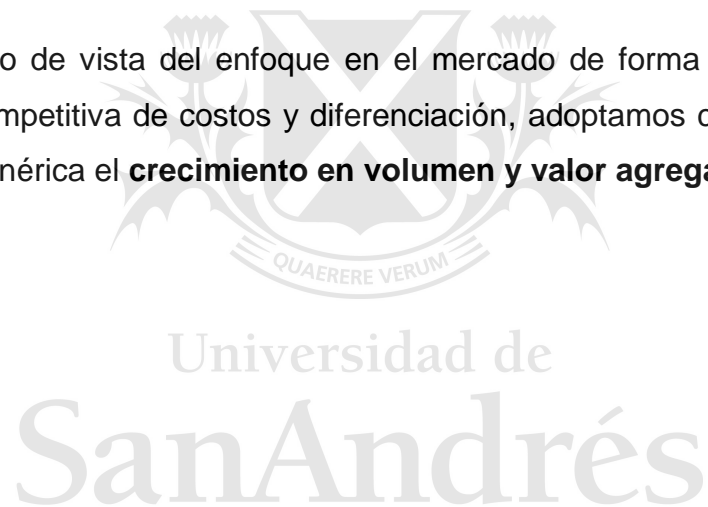 o de vista del enfoque en el mercado de forma
mpetitiva de costos y diferenciación, adoptamos
nérica el crecimiento en volumen y valor agrega
QUAERERE VERUM
Universidad de
SanAndrés